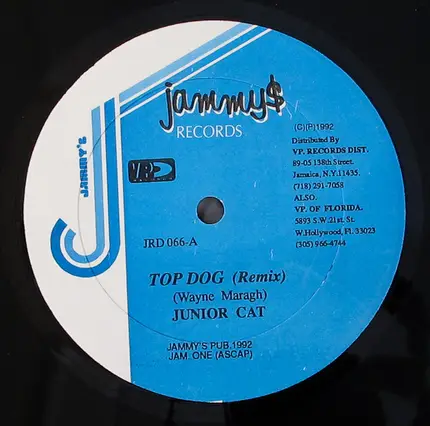 JAMMY'S
jammy$
RECORDS
(C)(P)1992
Distributed By
VP. RECORDS DIST.
89-05 138th Street.
Jamaica, N.Y.11435.
(718) 291-7058
ALSO.
VP. OF FLORIDA.
5893 S.W.21st. St.
W.Hollywood, FL. 33023
(305) 966-4744
V.P.
JRD 066-A
TOP DOG (Remix)
(Wayne Maragh)
JUNIOR CAT
JAMMY'S PUB.1992
JAM. ONE (ASCAP)